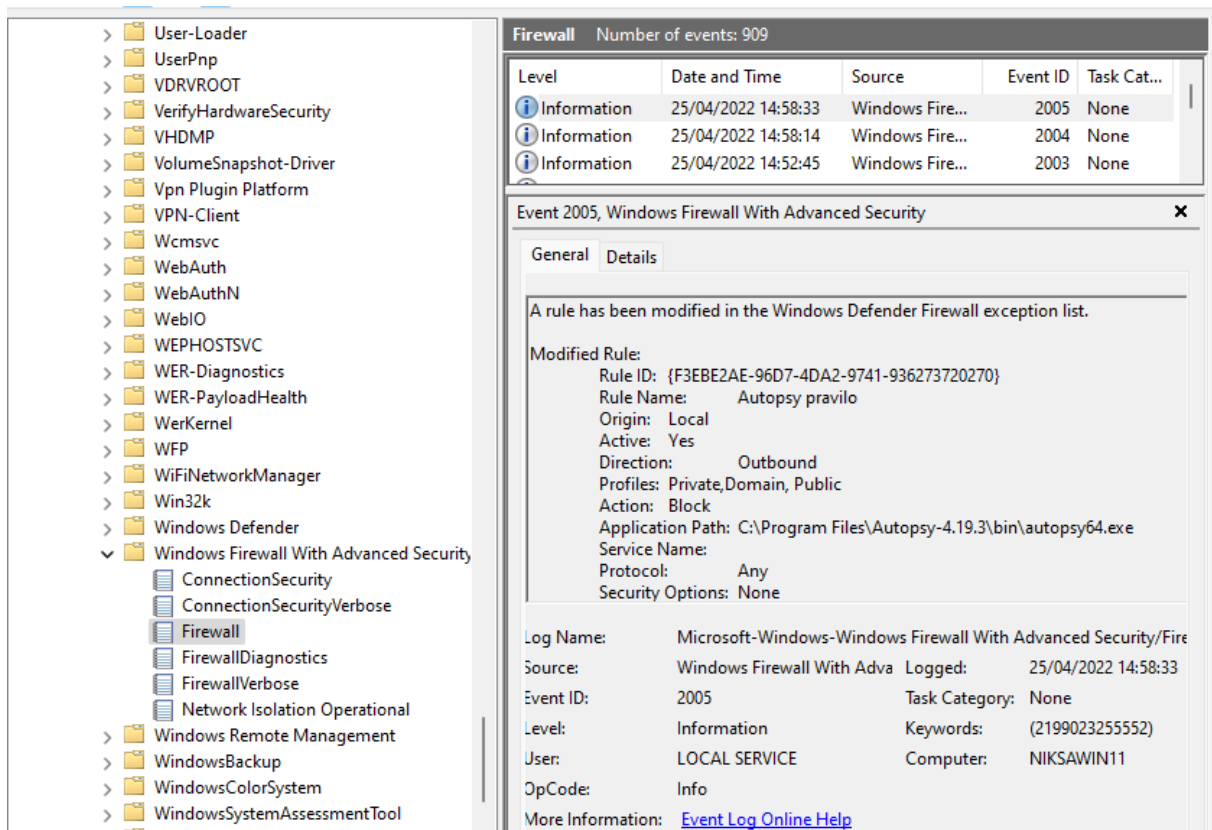 User-Loader
UserPnp
VDRVROOT
VerifyHardwareSecurity
VHDMP
VolumeSnapshot-Driver
Vpn Plugin Platform
VPN-Client
Wcmsvc
WebAuth
WebAuthN
WebIO
WEPHOSTSVC
WER-Diagnostics
WER-PayloadHealth
WerKernel
WFP
WiFiNetworkManager
Win32k
Windows Defender
Windows Firewall With Advanced Security
ConnectionSecurity
ConnectionSecurityVerbose
Firewall
FirewallDiagnostics
FirewallVerbose
Network Isolation Operational
Windows Remote Management
WindowsBackup
WindowsColorSystem
WindowsSystemAssessmentTool
Firewall Number of events: 909
Level Date and Time Source Event ID Task Cat...
Information 25/04/2022 14:58:33 Windows Fire... 2005 None
Information 25/04/2022 14:58:14 Windows Fire... 2004 None
Information 25/04/2022 14:52:45 Windows Fire... 2003 None
Event 2005, Windows Firewall With Advanced Security
General Details
A rule has been modified in the Windows Defender Firewall exception list.
Modified Rule:
Rule ID: {F3EBE2AE-96D7-4DA2-9741-936273720270}
Rule Name: Autopsy pravilo
Origin: Local
Active: Yes
Direction: Outbound
Profiles: Private,Domain, Public
Action: Block
Application Path: C:\Program Files\Autopsy-4.19.3\bin\autopsy64.exe
Service Name:
Protocol: Any
Security Options: None
Log Name: Microsoft-Windows-Windows Firewall With Advanced Security/Fire
Source: Windows Firewall With Adva Logged: 25/04/2022 14:58:33
Event ID: 2005 Task Category: None
Level: Information Keywords: (2199023255552)
User: LOCAL SERVICE Computer: NIKSAWIN11
OpCode: Info
More Information: Event Log Online Help